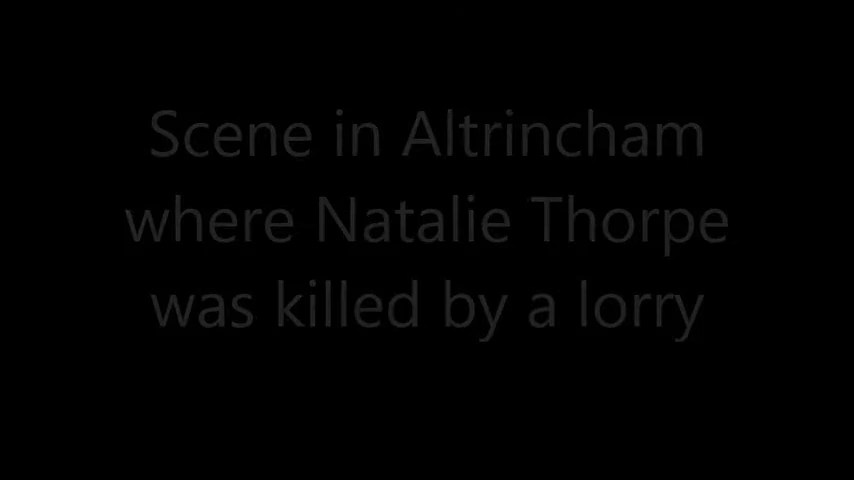 Scene in Altrincham
where Natalie Thorpe
was killed by a lorry